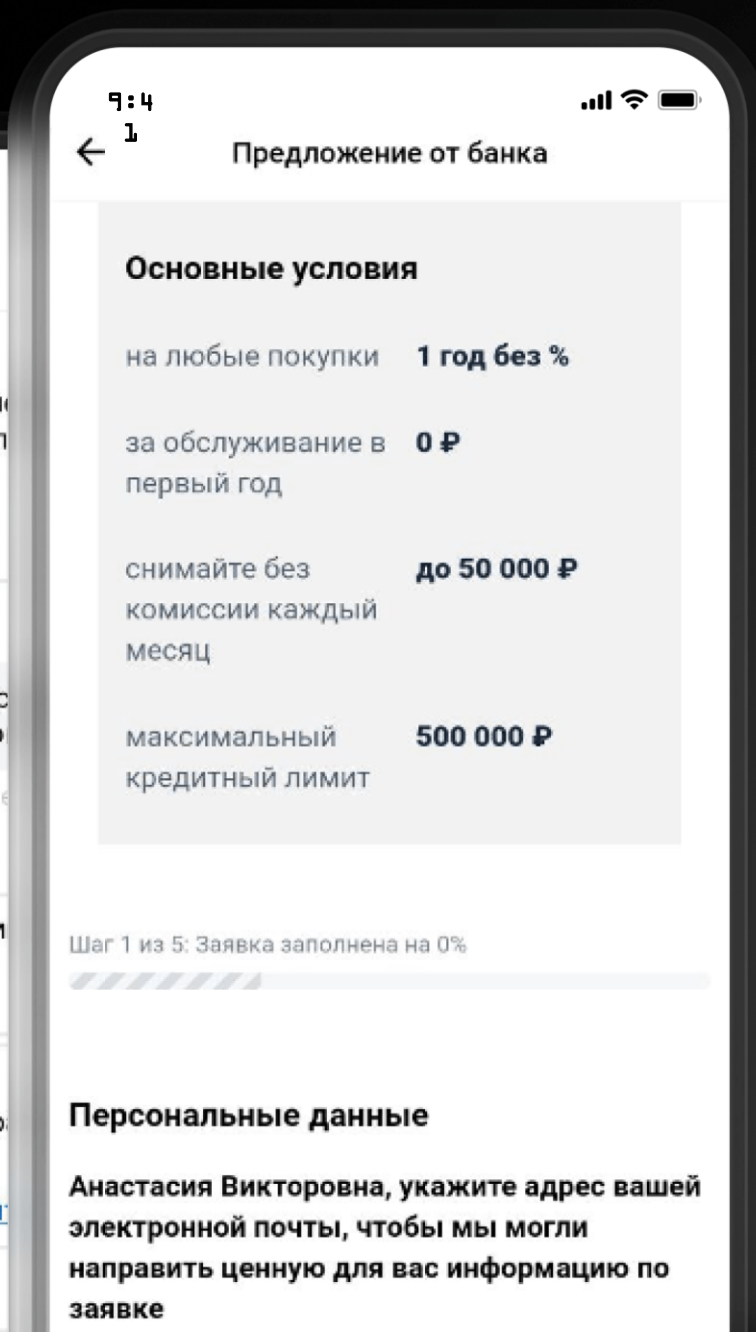 9:4
1
Предложение от банка
Основные условия
на любые покупки 1 год без %
за обслуживание в 0 ₽
первый год
снимайте без до 50 000 ₽
комиссии каждый
месяц
максимальный 500 000 ₽
кредитный лимит
Шаг 1 из 5: Заявка заполнена на 0%
Персональные данные
Анастасия Викторовна, укажите адрес вашей
электронной почты, чтобы мы могли
направить ценную для вас информацию по
заявке